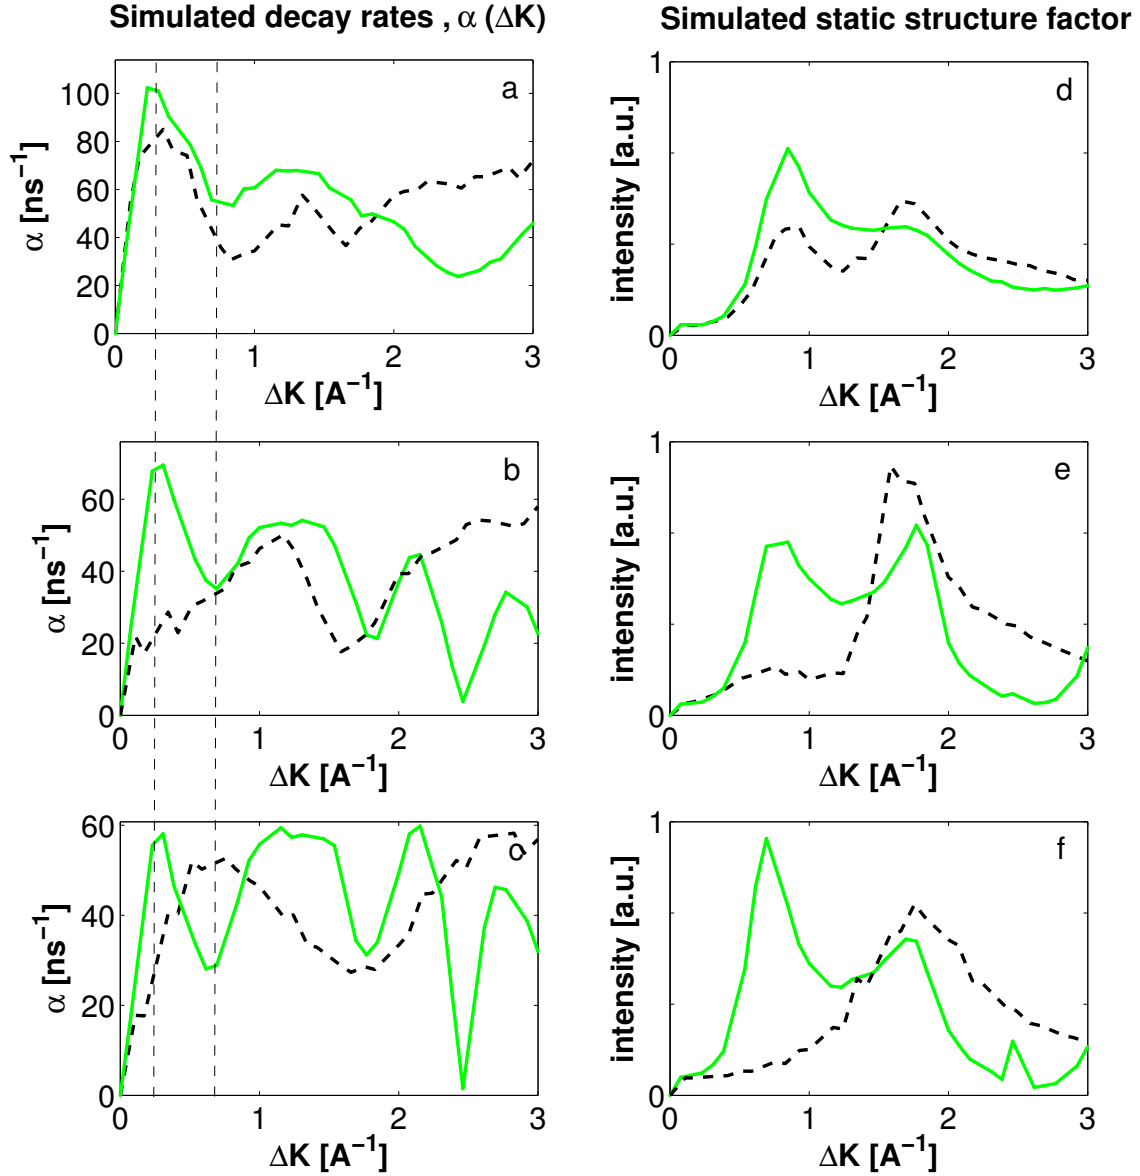 Simulated decay rates , α (ΔK)
Simulated static structure factor
a
100
80
60
40
20
0
α [ns⁻¹]
0 1 2 3
ΔK [A⁻¹]
d
1
0
intensity [a.u.]
0 1 2 3
ΔK [A⁻¹]
b
60
40
20
0
α [ns⁻¹]
0 1 2 3
ΔK [A⁻¹]
e
1
0
intensity [a.u.]
0 1 2 3
ΔK [A⁻¹]
c
60
40
20
0
α [ns⁻¹]
0 1 2 3
ΔK [A⁻¹]
f
1
0
intensity [a.u.]
0 1 2 3
ΔK [A⁻¹]